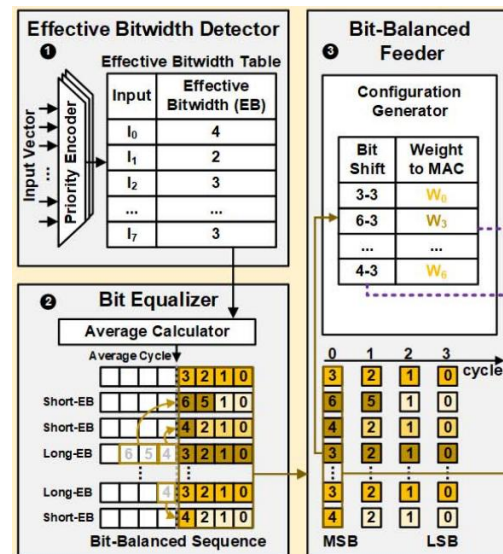 Effective Bitwidth Detector
❶
Effective Bitwidth Table
Input Vector
...
Priority Encoder
Input Effective Bitwidth (EB)
I₀ 4
I₁ 2
I₂ 3
... ...
I₇ 3
❷ Bit Equalizer
Average Calculator
Average Cycle
3 2 1 0
Short-EB 6 5 1 0
Short-EB 4 2 1 0
Long-EB 6 5 4 3 2 1 0
Long-EB 4 3 2 1 0
Short-EB 4 2 1 0
Bit-Balanced Sequence
❸ Bit-Balanced
Feeder
Configuration
Generator
Bit Shift Weight to MAC
3-3 W₀
6-3 W₃
... ...
4-3 W₆
0 1 2 3
cycle
3 2 1 0
6 5 1 0
4 2 1 0
3 2 1 0
3 2 1 0
4 2 1 0
MSB LSB